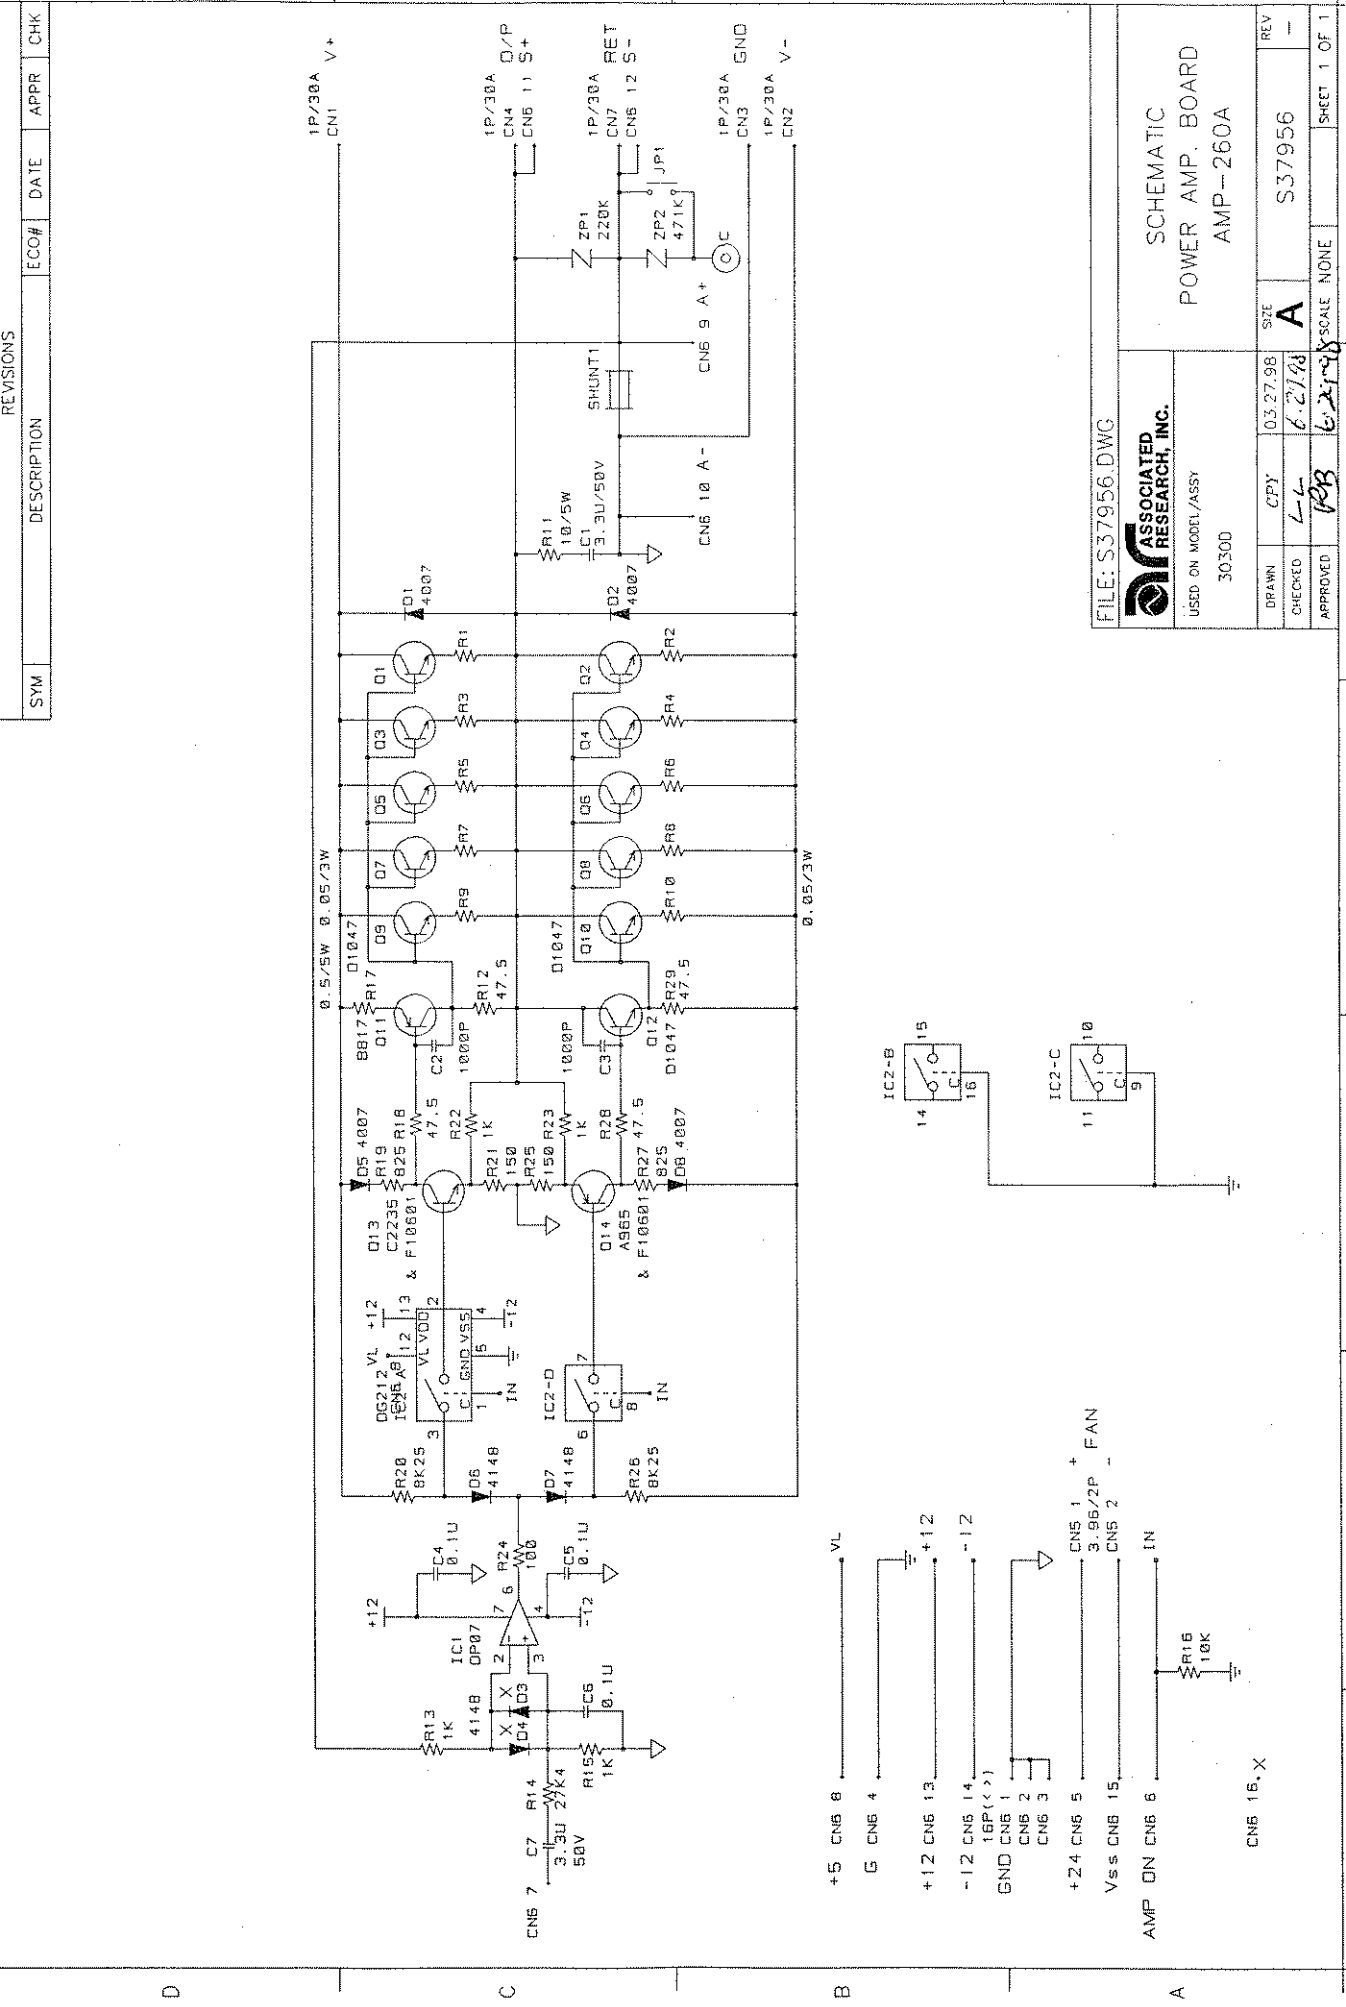 REVISIONS
SYM DESCRIPTION ECO# DATE APPR CHK
1P/30A
CN1 V+
1P/30A
CN4 O/P
CN6 11 S+
1P/30A
CN7 RET
CN6 12 S-
1P/30A
CN3 GND
1P/30A
CN2 V-
0.5/5W 0.05/3W
D1047
B817 R17
Q11
Q9 Q7 Q5 Q3 Q1
D1
4007
R9 R7 R5 R3 R1
R12
47.5
C2
1000P
1000P
C3
Q12
D1047
R29
47.5
D1047
Q10 Q8 Q6 Q4 Q2
D2
4007
R10 R8 R6 R4 R2
0.05/3W
R11
10/5W
C1
3.3U/50V
SHUNT1
CN6 10 A-
CN6 9 A+
ZP1
220K
ZP2
471K
JP1
C
D5 4007
R19
825
R18
47.5
R22
1K
R21
150
R25
150
R23
1K
R28
47.5
R27
825
D8 4007
Q13
C2235
& F10601
Q14
A965
& F10601
VL +12
DG212
IC2-A
12 13
VL VDD
2
3
C GND VSS
1 5 4
IN
-12
IC2-D
7
6
C
8
IN
R20
8K25
D6
4148
D7
4148
R26
8K25
+12
C4
0.1U
IC1
OP07
7
2
3
6
4
R24
100
C5
0.1U
-12
R13
1K
4148
X X
D4 D3
C6
0.1U
R15
1K
R14
27K4
CN6 7
C7
3.3U
50V
IC2-B
14 15
C
16
IC2-C
11 10
C
9
+5 CN6 8 VL
G CN6 4
+12 CN6 13 +12
-12 CN6 14 -12
16P(<>)
GND CN6 1
CN6 2
CN6 3
+24 CN6 5 CN5 1 +
3.96/2P FAN
Vss CN6 15 CN5 2 -
AMP ON CN6 6 IN
R16
10K
CN6 16 X
D C B A
FILE: S37956.DWG
ASSOCIATED
RESEARCH, INC.
USED ON MODEL/ASSY
3030D
SCHEMATIC
POWER AMP. BOARD
AMP-260A
DRAWN CPY 03.27.98
CHECKED LL
APPROVED
SIZE
A
S37956
REV
-
SCALE NONE
SHEET 1 OF 1